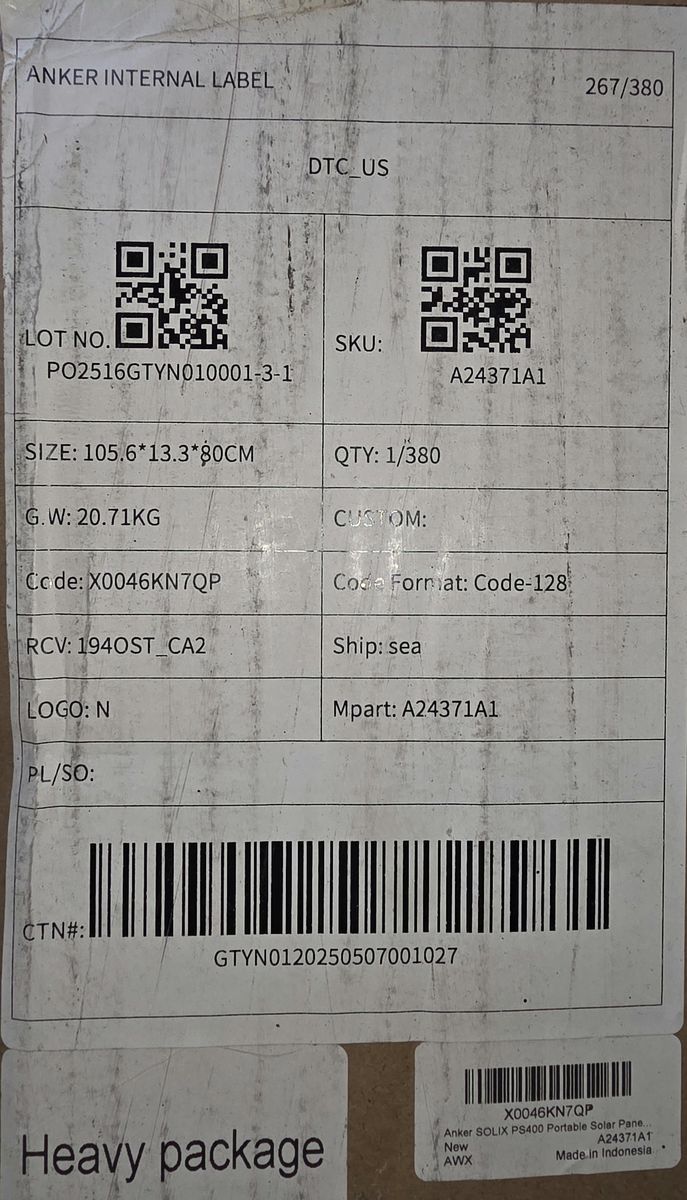 ANKER INTERNAL LABEL
267/380
DTC_US
LOT NO.
PO2516GTYN010001-3-1
SKU:
A24371A1
SIZE: 105.6*13.3*80CM
QTY: 1/380
G.W: 20.71KG
CUSTOM:
Code: X0046KN7QP
Code Format: Code-128
RCV: 194OST_CA2
Ship: sea
LOGO: N
Mpart: A24371A1
PL/SO:
CTN#:
GTYN0120250507001027
Heavy package
X0046KN7QP
Anker SOLIX PS400 Portable Solar Pane...
New
A24371A1
AWX
Made in Indonesia